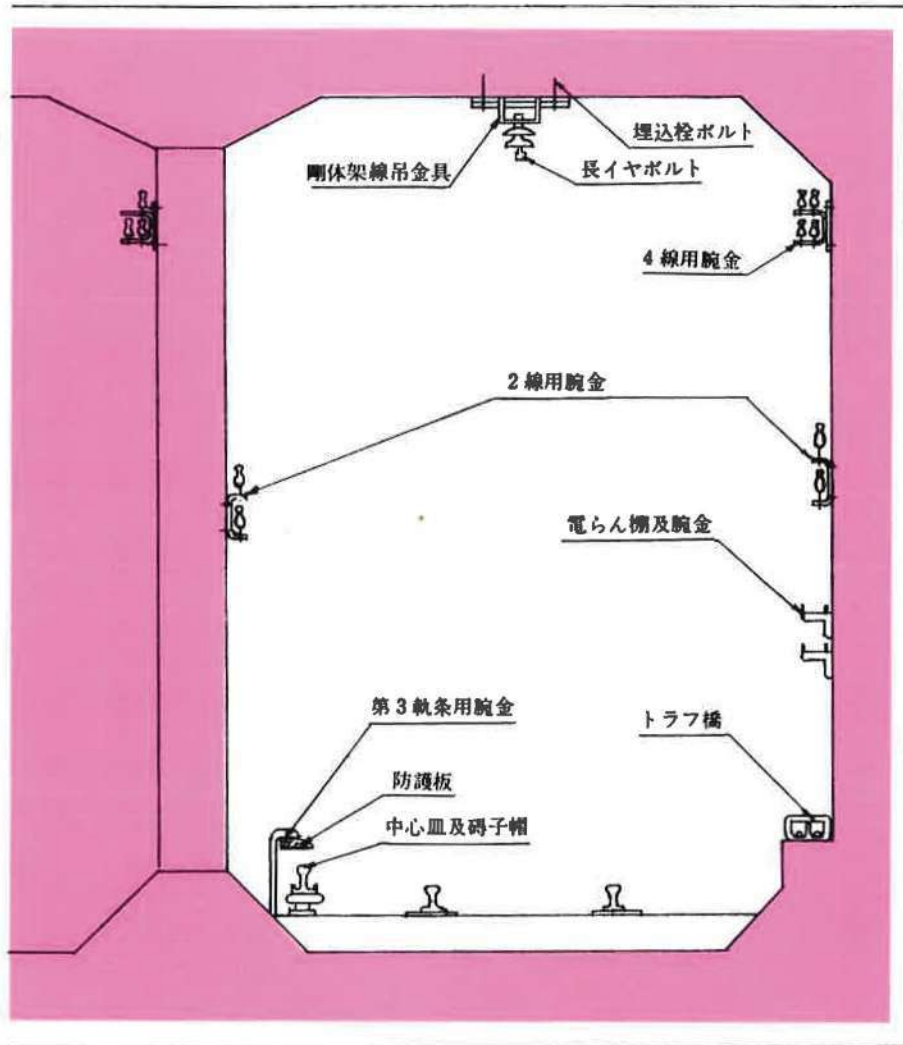 埋込栓ボルト
剛体架線吊金具
長イヤボルト
4線用腕金
2線用腕金
電らん棚及腕金
第3軌条用腕金
トラフ橋
防護板
中心皿及碍子帽